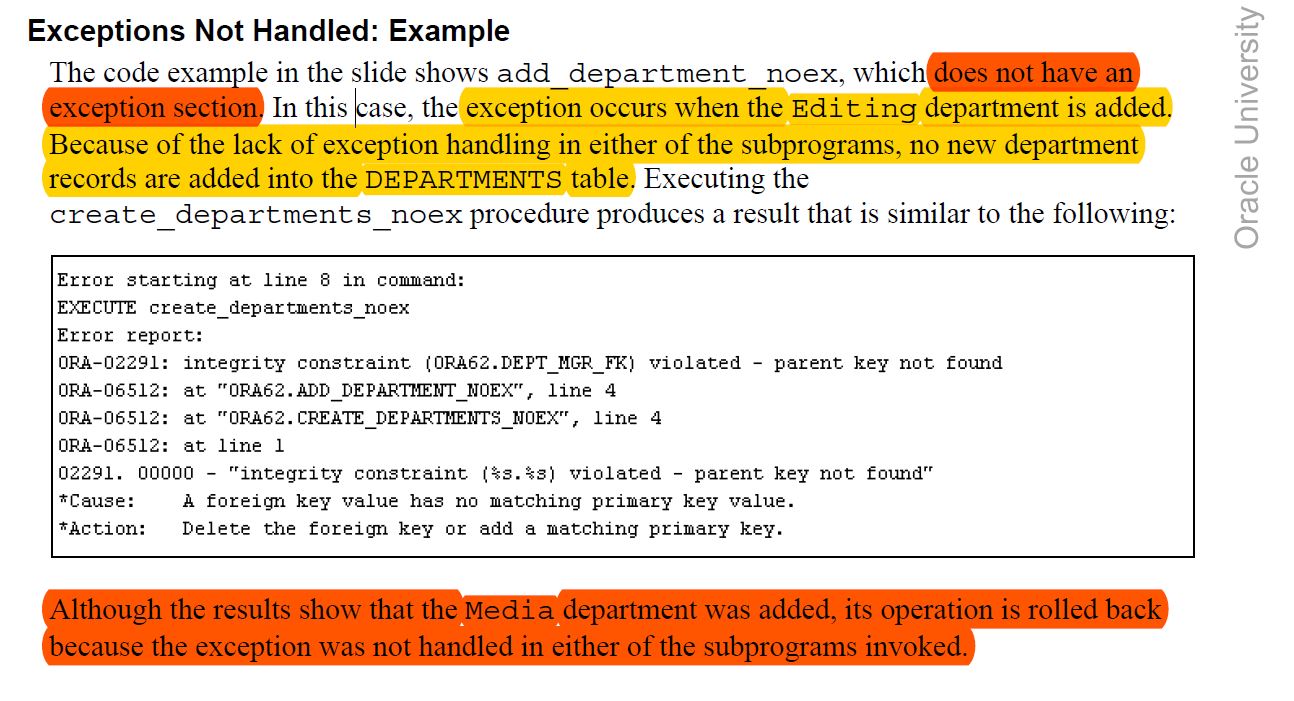 Exceptions Not Handled: Example
The code example in the slide shows add_department_noex, which does not have an
exception section. In this case, the exception occurs when the Editing department is added.
Because of the lack of exception handling in either of the subprograms, no new department
records are added into the DEPARTMENTS table. Executing the
create_departments_noex procedure produces a result that is similar to the following:
Error starting at line 8 in command:
EXECUTE create_departments_noex
Error report:
ORA-02291: integrity constraint (ORA62.DEPT_MGR_FK) violated - parent key not found
ORA-06512: at "ORA62.ADD_DEPARTMENT_NOEX", line 4
ORA-06512: at "ORA62.CREATE_DEPARTMENTS_NOEX", line 4
ORA-06512: at line 1
02291. 00000 - "integrity constraint (%s.%s) violated - parent key not found"
*Cause: A foreign key value has no matching primary key value.
*Action: Delete the foreign key or add a matching primary key.
Although the results show that the Media department was added, its operation is rolled back
because the exception was not handled in either of the subprograms invoked.
Oracle University